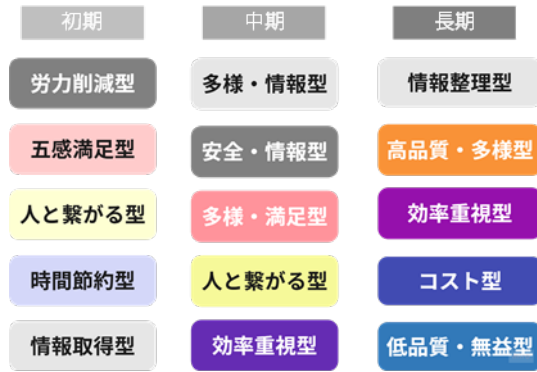 初期 中期 長期
労力削減型 多様・情報型 情報整理型
五感満足型 安全・情報型 高品質・多様型
人と繋がる型 多様・満足型 効率重視型
時間節約型 人と繋がる型 コスト型
情報取得型 効率重視型 低品質・無益型